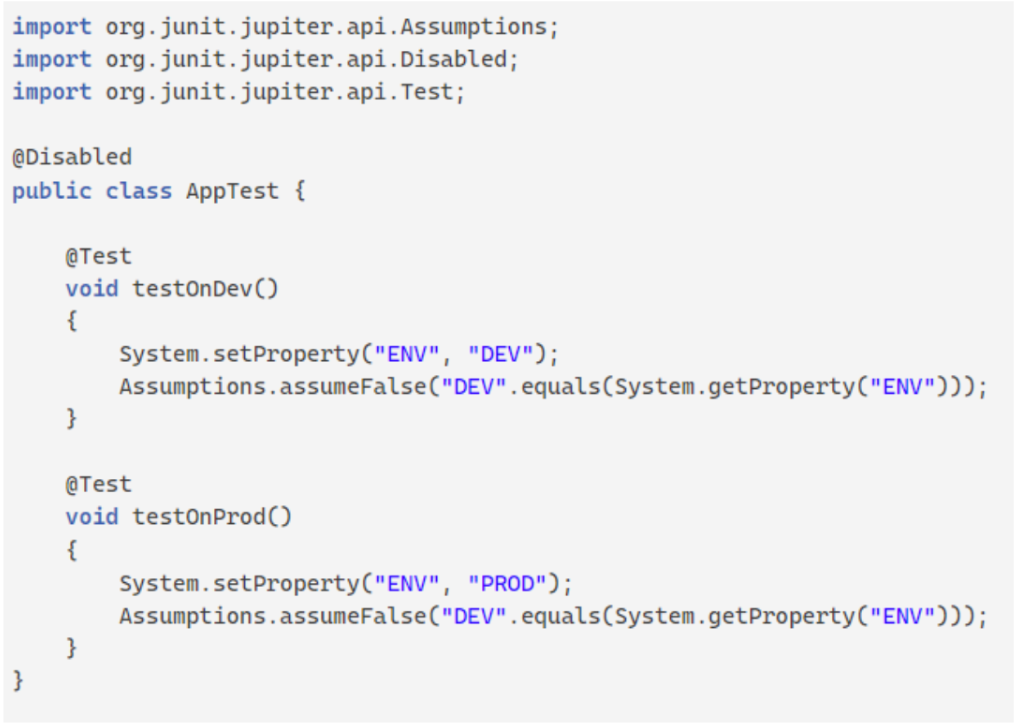 import org.junit.jupiter.api.Assumptions;
import org.junit.jupiter.api.Disabled;
import org.junit.jupiter.api.Test;

@Disabled
public class AppTest {

    @Test
    void testOnDev()
    {
        System.setProperty("ENV", "DEV");
        Assumptions.assumeFalse("DEV".equals(System.getProperty("ENV")));
    }

    @Test
    void testOnProd()
    {
        System.setProperty("ENV", "PROD");
        Assumptions.assumeFalse("DEV".equals(System.getProperty("ENV")));
    }
}